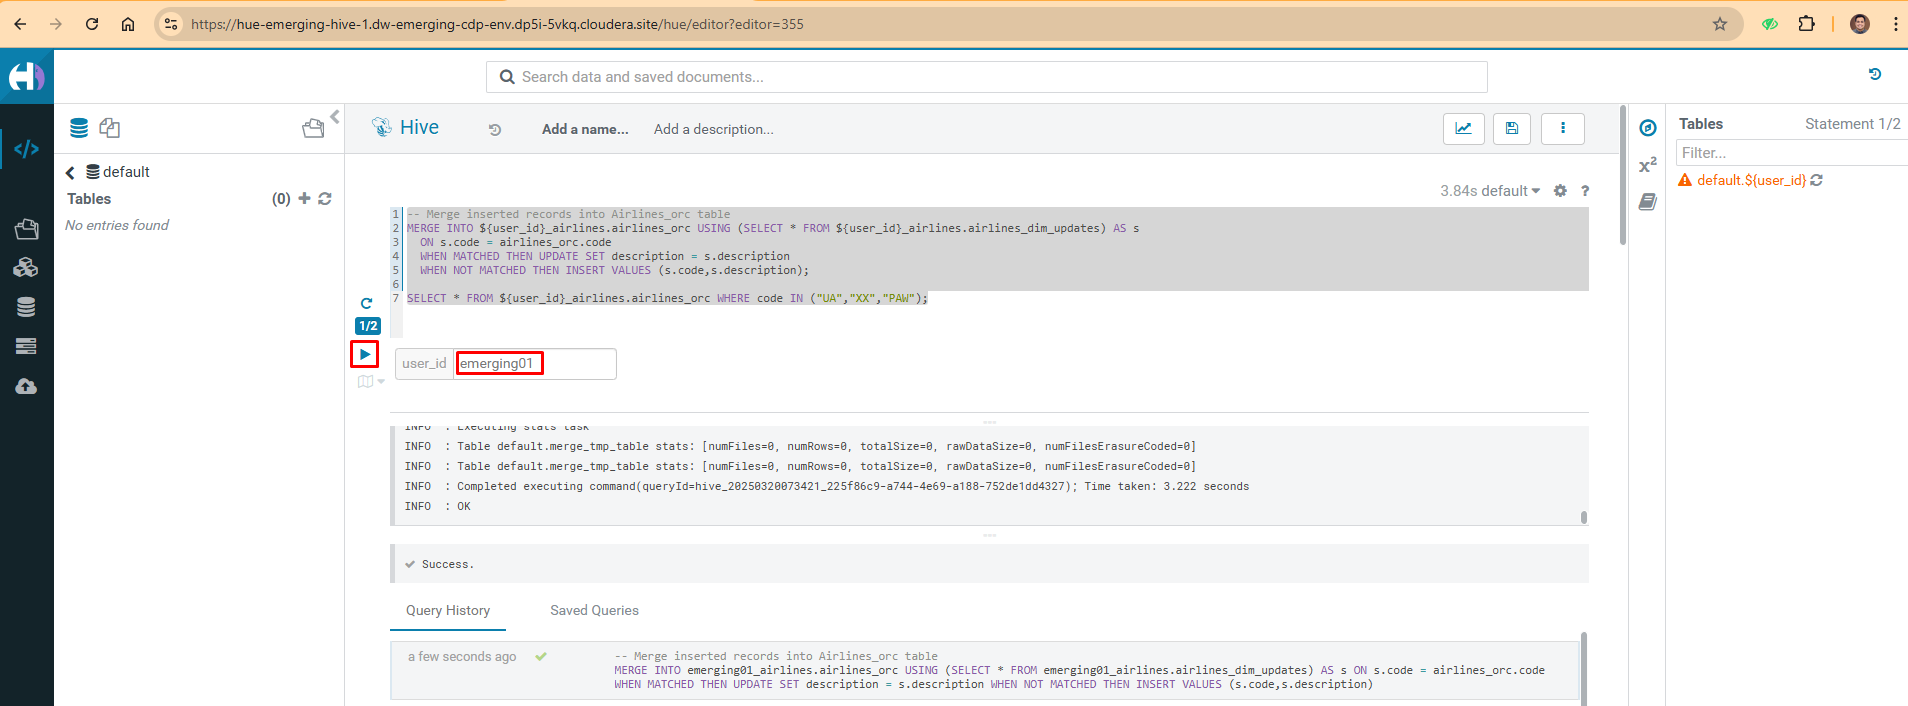 https://hue-emerging-hive-1.dw-emerging-cdp-env.dp5i-5vkq.cloudera.site/hue/editor?editor=355
Search data and saved documents...
Hive
Add a name...
Add a description...
default
Tables
(0)
No entries found
3.84s default
?
1 -- Merge inserted records into Airlines_orc table
2 MERGE INTO ${user_id}_airlines.airlines_orc USING (SELECT * FROM ${user_id}_airlines.airlines_dim_updates) AS s
3 ON s.code = airlines_orc.code
4 WHEN MATCHED THEN UPDATE SET description = s.description
5 WHEN NOT MATCHED THEN INSERT VALUES (s.code,s.description);
6
7 SELECT * FROM ${user_id}_airlines.airlines_orc WHERE code IN ("UA","XX","PAW");
1/2
user_id emerging01
INFO : Executing stats task
INFO : Table default.merge_tmp_table stats: [numFiles=0, numRows=0, totalSize=0, rawDataSize=0, numFilesErasureCoded=0]
INFO : Table default.merge_tmp_table stats: [numFiles=0, numRows=0, totalSize=0, rawDataSize=0, numFilesErasureCoded=0]
INFO : Completed executing command(queryId=hive_20250320073421_225f86c9-a744-4e69-a188-752de1dd4327); Time taken: 3.222 seconds
INFO : OK
Success.
Query History
Saved Queries
a few seconds ago
-- Merge inserted records into Airlines_orc table
MERGE INTO emerging01_airlines.airlines_orc USING (SELECT * FROM emerging01_airlines.airlines_dim_updates) AS s ON s.code = airlines_orc.code
WHEN MATCHED THEN UPDATE SET description = s.description WHEN NOT MATCHED THEN INSERT VALUES (s.code,s.description)
x²
Tables
Statement 1/2
Filter...
default.${user_id}